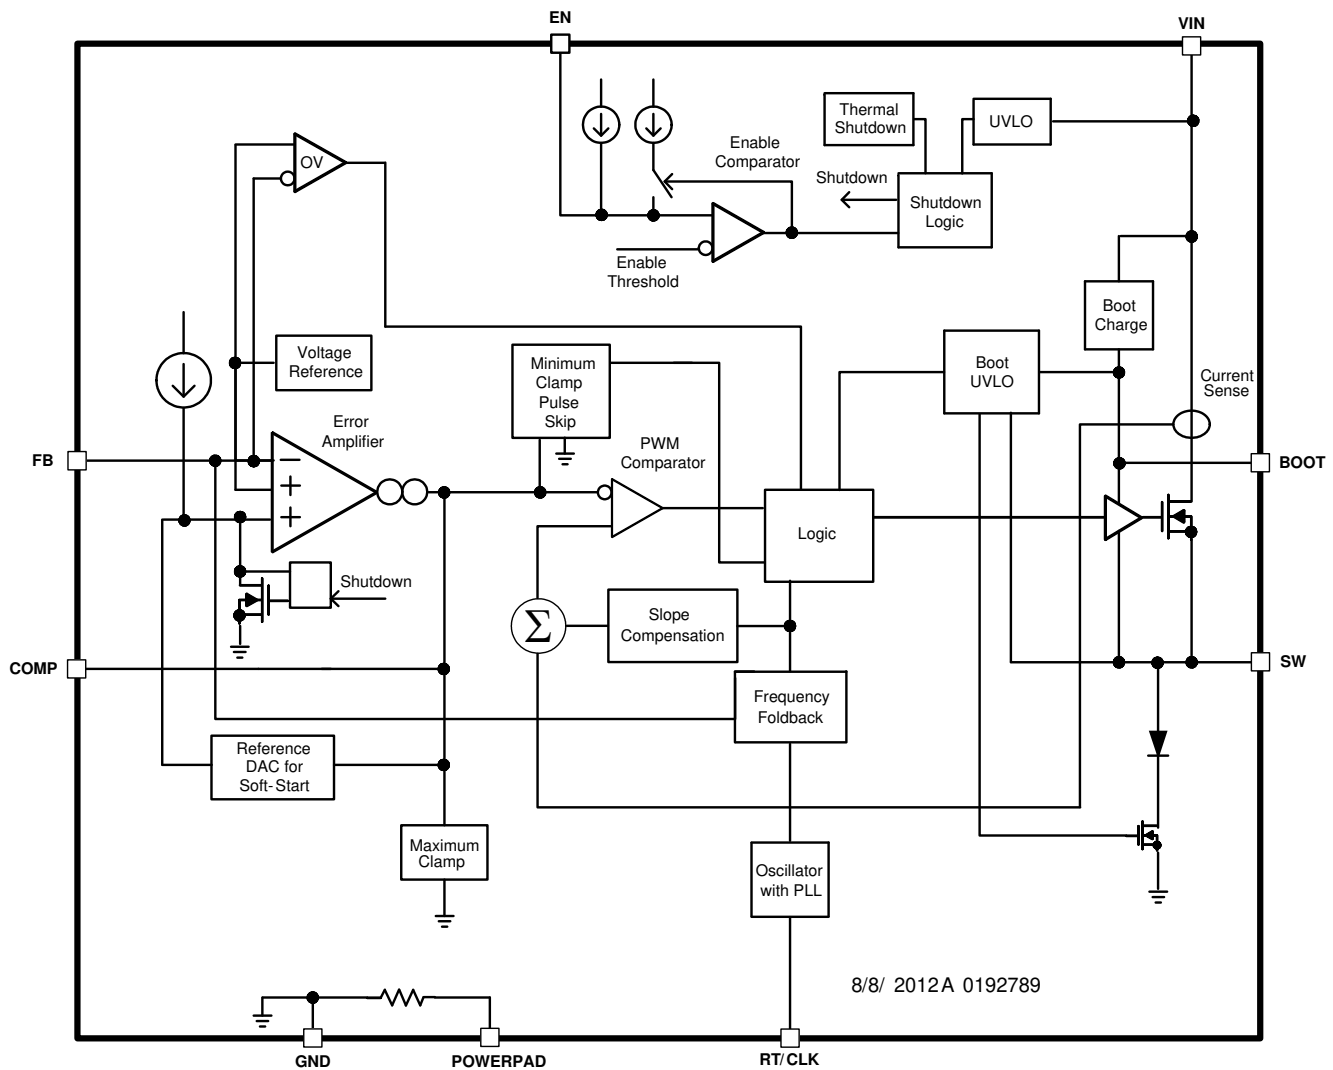 EN
VIN
Thermal
Shutdown
UVLO
Enable
Comparator
OV
Shutdown
Shutdown
Logic
Enable
Threshold
Boot
Charge
Voltage
Reference
Minimum
Clamp
Pulse
Skip
Boot
UVLO
Current
Sense
Error
Amplifier
PWM
Comparator
FB
−
+
+
BOOT
Logic
Shutdown
Σ
Slope
Compensation
COMP
SW
Frequency
Foldback
Reference
DAC for
Soft-Start
Maximum
Clamp
Oscillator
with PLL
8/8/ 2012A 0192789
GND
POWERPAD
RT/CLK